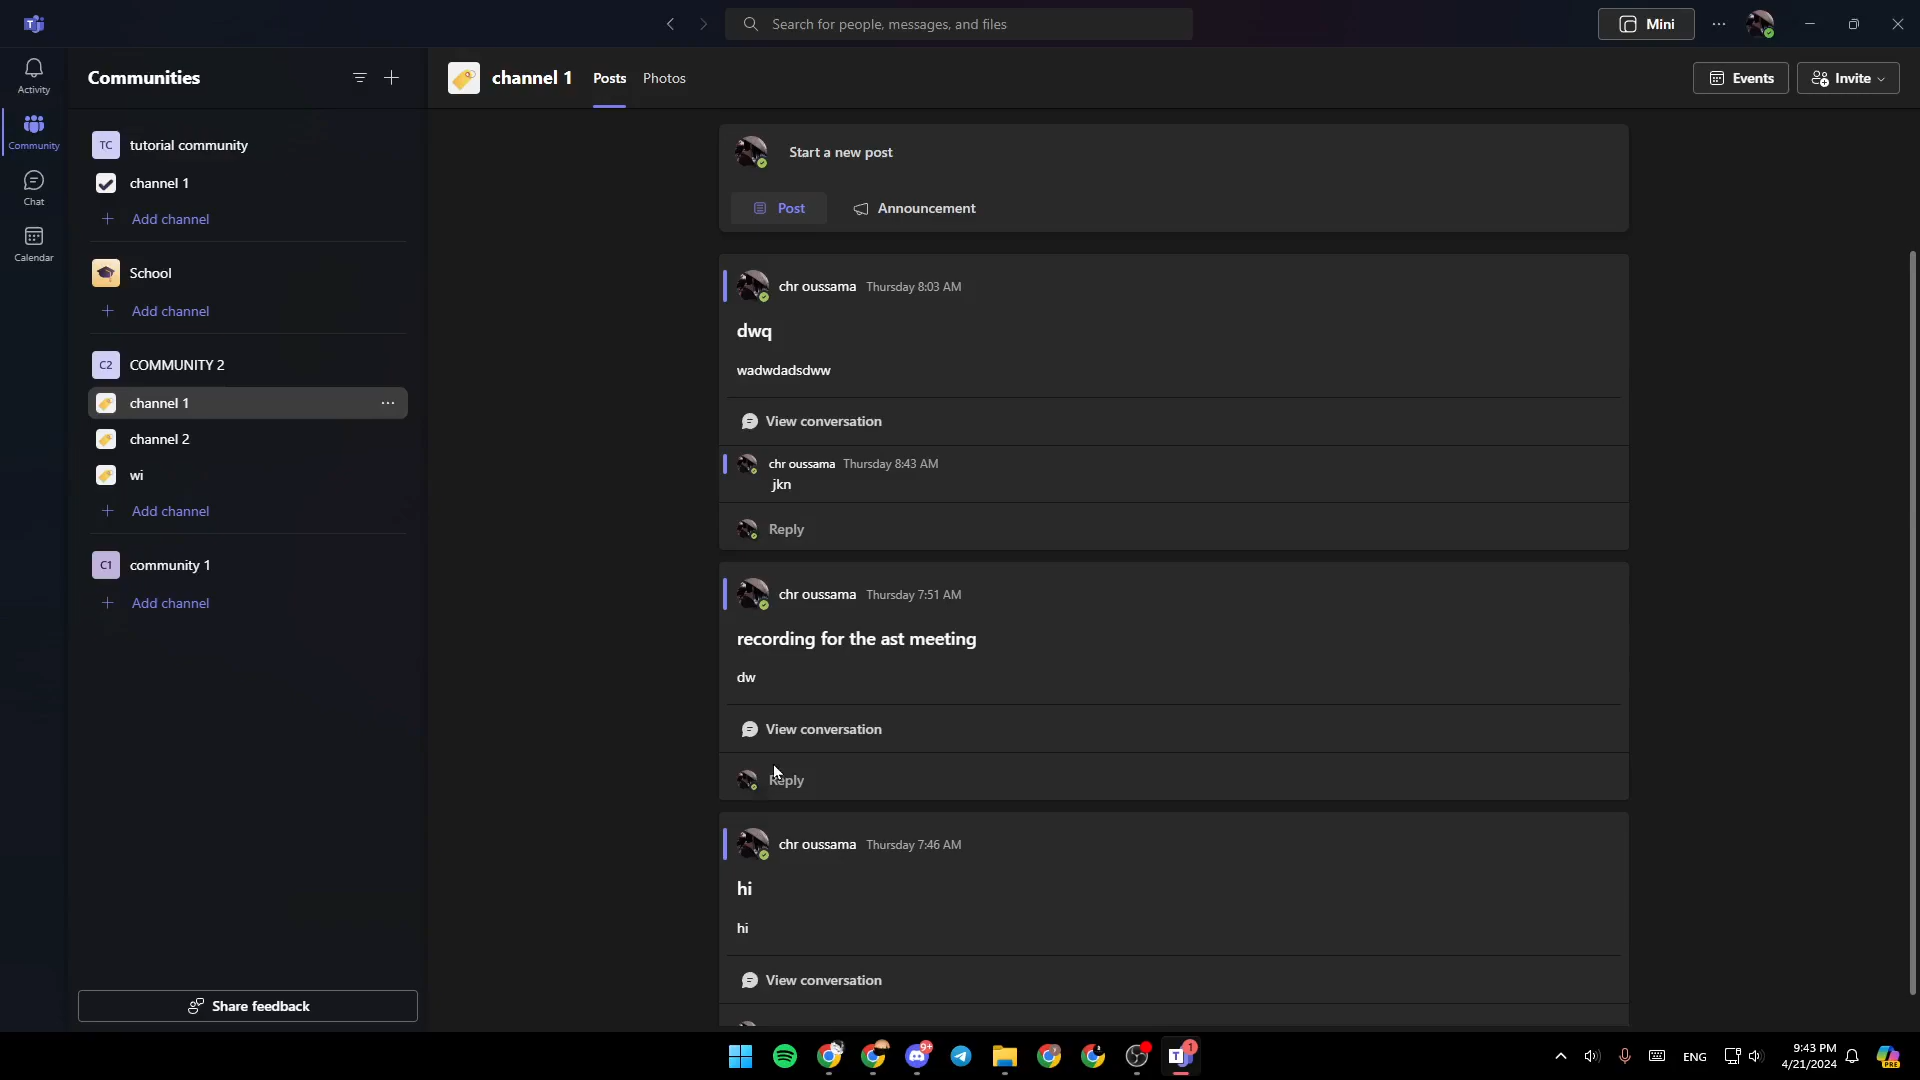 Search for people, messages, and files
Mini
Activity
Community
Chat
Calendar
Communities
TC tutorial community
channel 1
Add channel
School
Add channel
C2 COMMUNITY 2
channel 1
channel 2
wi
Add channel
C1 community 1
Add channel
Share feedback
channel 1 Posts Photos
Events Invite
Start a new post
Post Announcement
chr oussama Thursday 8:03 AM
dwq
wadwdadsdww
View conversation
chr oussama Thursday 8:43 AM
jkn
Reply
chr oussama Thursday 7:51 AM
recording for the ast meeting
dw
View conversation
Reply
chr oussama Thursday 7:46 AM
hi
hi
View conversation
9+
1
ENG
9:43 PM
4/21/2024
PRE